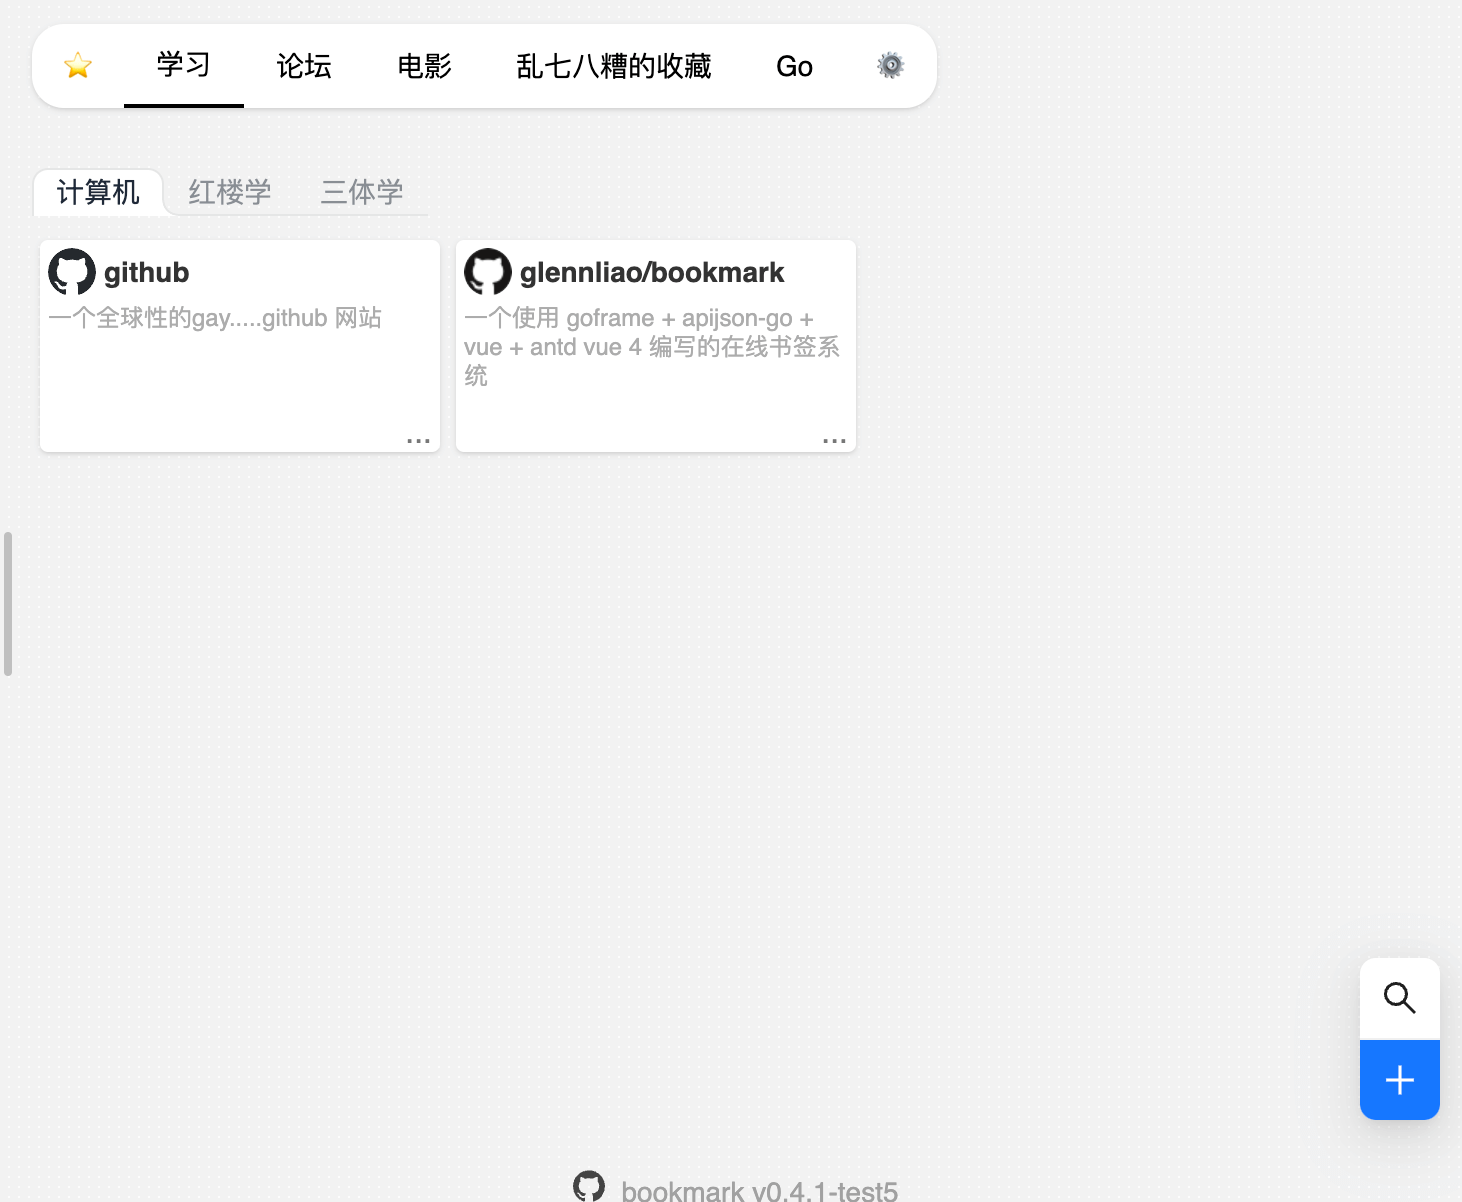 学习 论坛 电影 乱七八糟的收藏 Go
计算机 红楼学 三体学
github
一个全球性的gay.....github 网站
...
glennliao/bookmark
一个使用 goframe + apijson-go +
vue + antd vue 4 编写的在线书签系
统
...
bookmark v0.4.1-test5